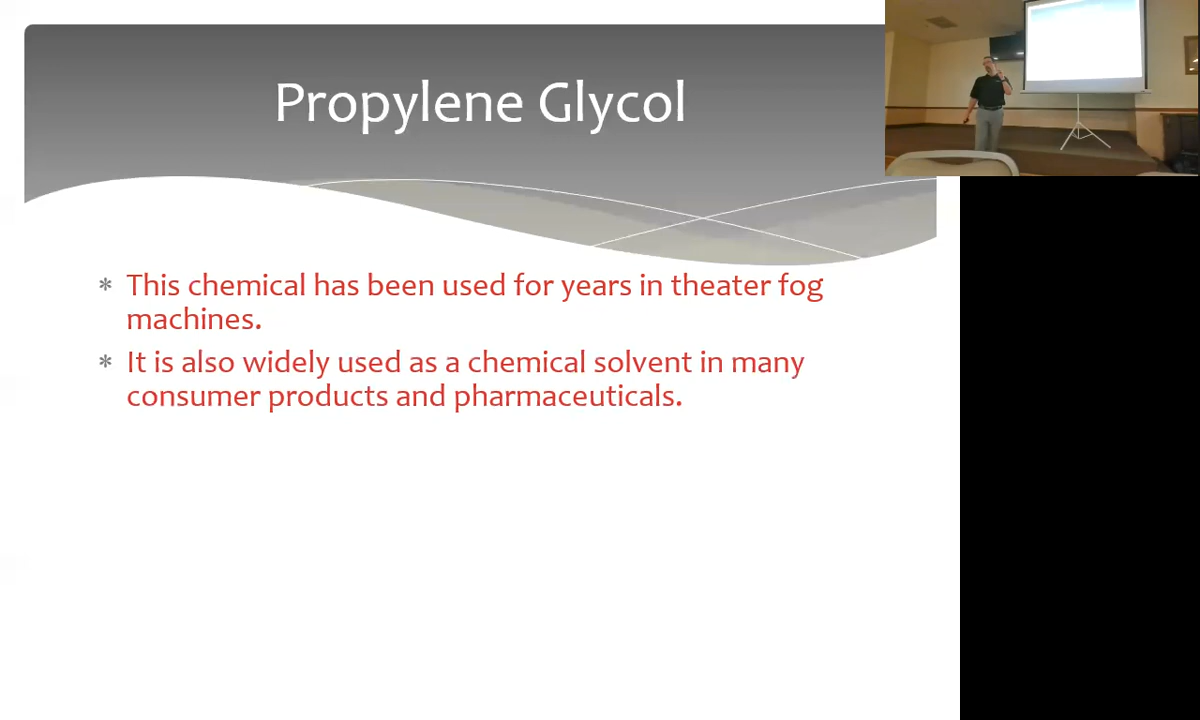 Propylene Glycol
* This chemical has been used for years in theater fog
machines.
* It is also widely used as a chemical solvent in many
consumer products and pharmaceuticals.